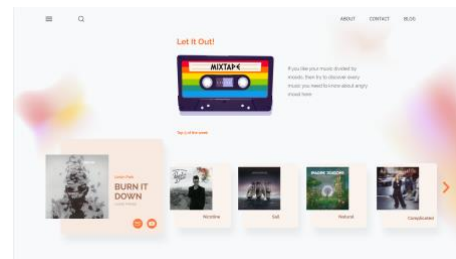 ABOUT CONTACT BLOG
Let It Out!
MIXTAPE
If you like your music divided by
moods, then try to discover every
music you need to know about angry
mood here
BURN IT
DOWN
Nicotine
Natural
Complicated